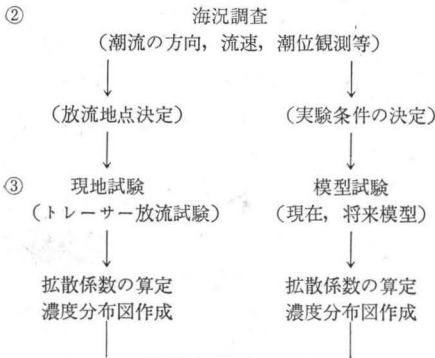 ② 海況調査
(潮流の方向，流速，潮位観測等)
(放流地点決定) (実験条件の決定)
③ 現地試験 模型試験
(トレーサー放流試験) (現在，将来模型)
拡散係数の算定 拡散係数の算定
濃度分布図作成 濃度分布図作成